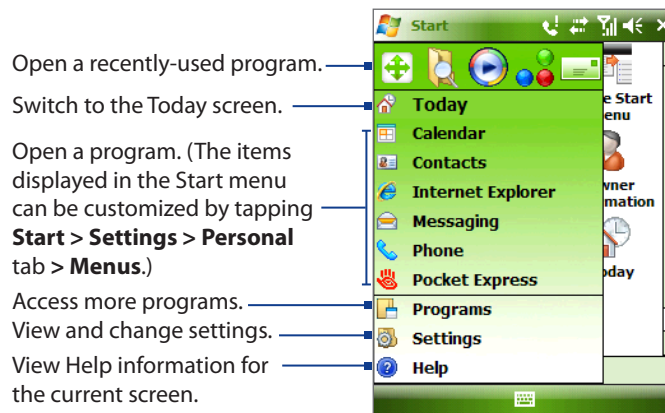 Open a recently-used program.
Switch to the Today screen.
Open a program. (The items
displayed in the Start menu
can be customized by tapping
Start > Settings > Personal
tab > Menus.)
Access more programs.
View and change settings.
View Help information for
the current screen.
Start
Today
Calendar
Contacts
Internet Explorer
Messaging
Phone
Pocket Express
Programs
Settings
Help
e Start
enu
wner
mation
oday